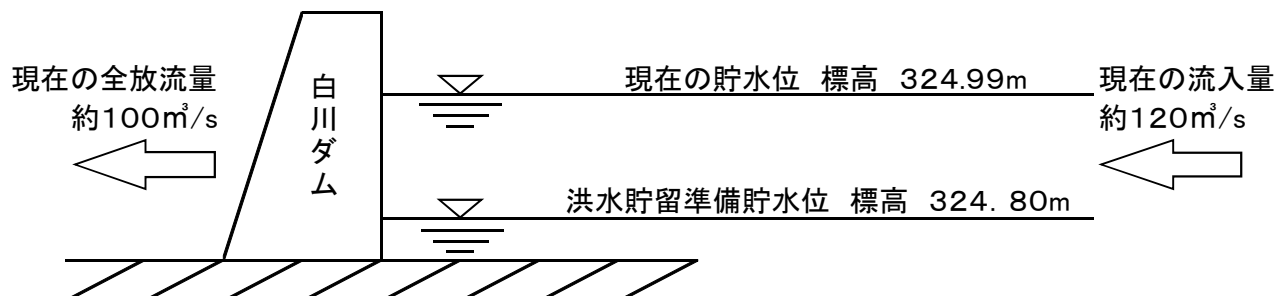 現在の全放流量
約100㎥/s
白川ダム
現在の貯水位 標高 324.99m
現在の流入量
約120㎥/s
洪水貯留準備貯水位 標高 324.80m